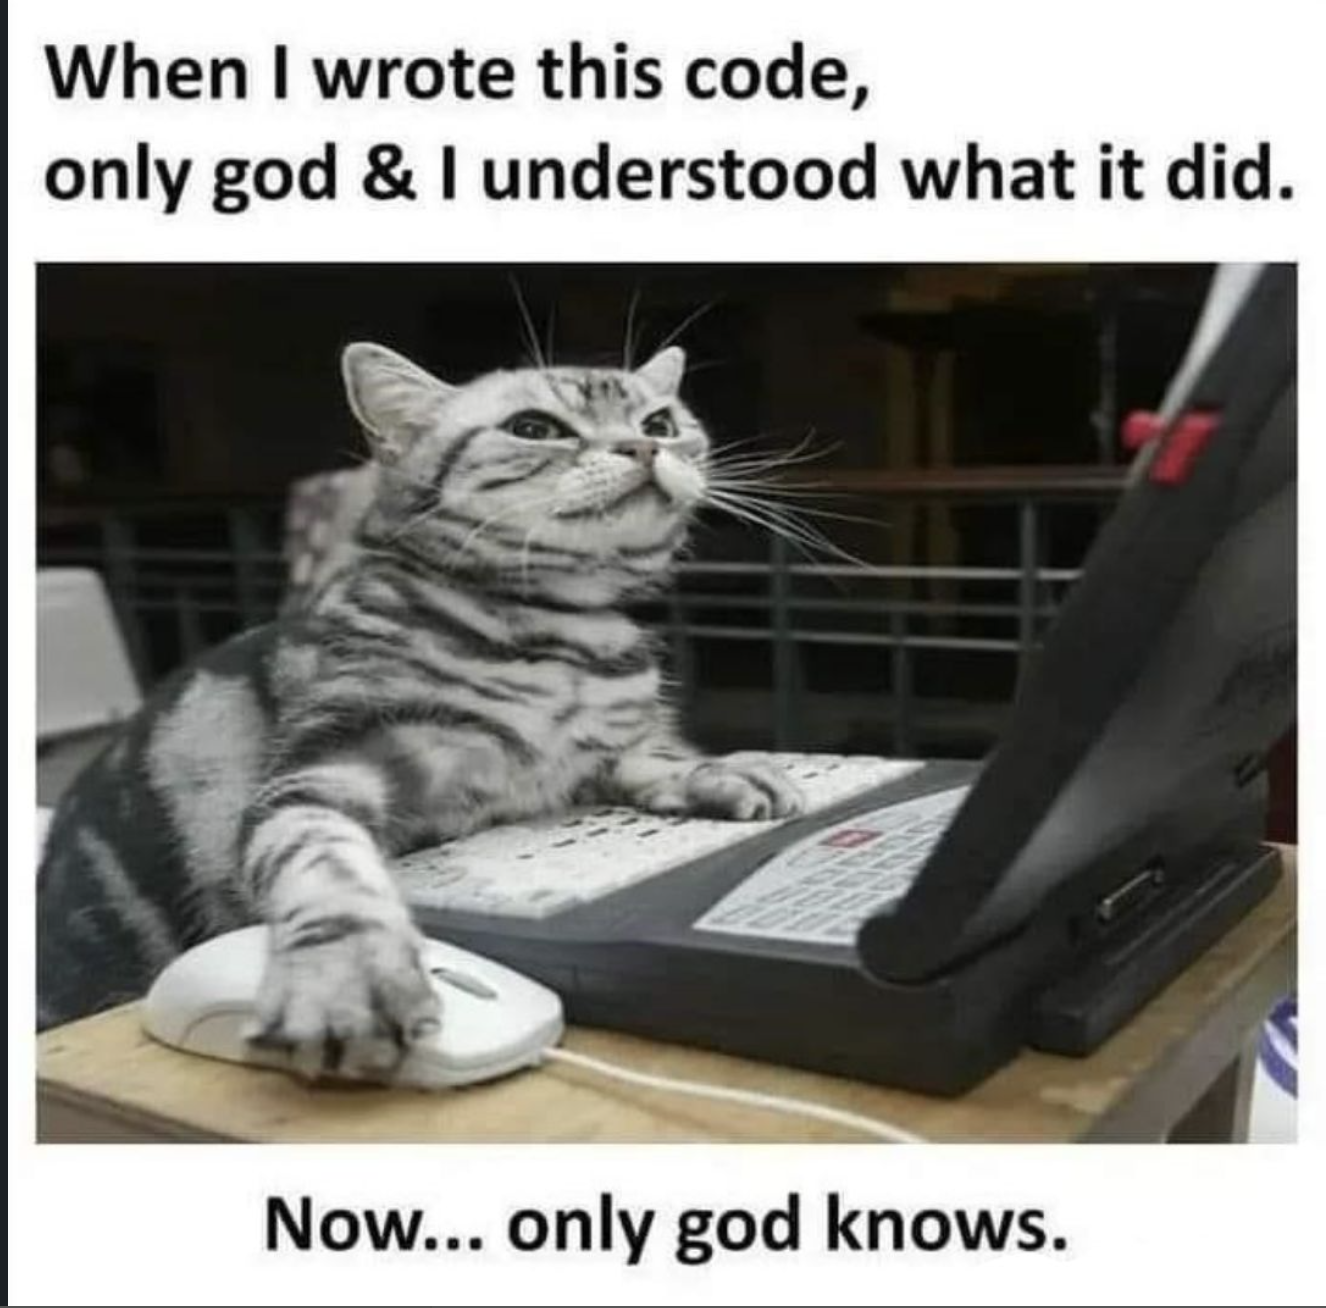 When I wrote this code,
only god & I understood what it did.
Now... only god knows.